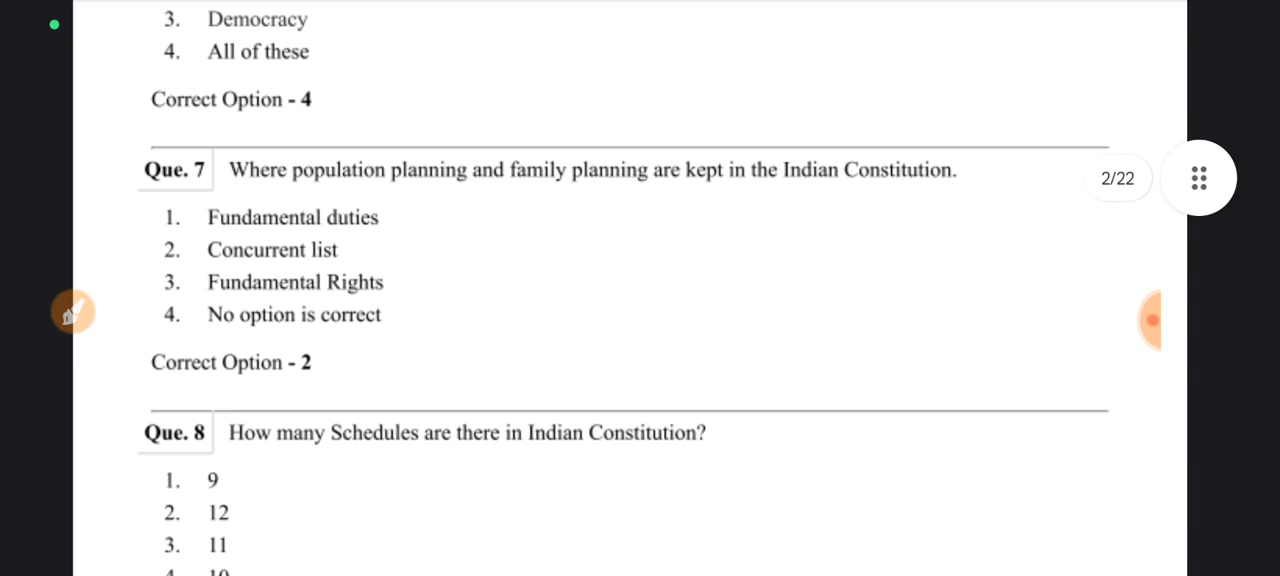 3. Democracy
4. All of these
Correct Option - 4
Que. 7 Where population planning and family planning are kept in the Indian Constitution.
2/22
1. Fundamental duties
2. Concurrent list
3. Fundamental Rights
4. No option is correct
Correct Option - 2
Que. 8 How many Schedules are there in Indian Constitution?
1. 9
2. 12
3. 11
4. 10